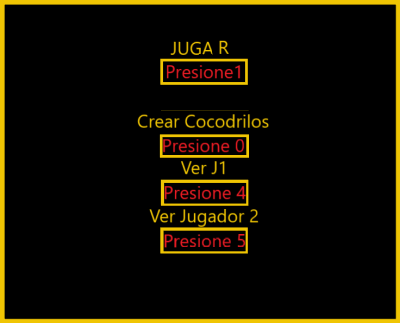 JUGA R
Presione1
Crear Cocodrilos
Presione 0
Ver J1
Presione 4
Ver Jugador 2
Presione 5